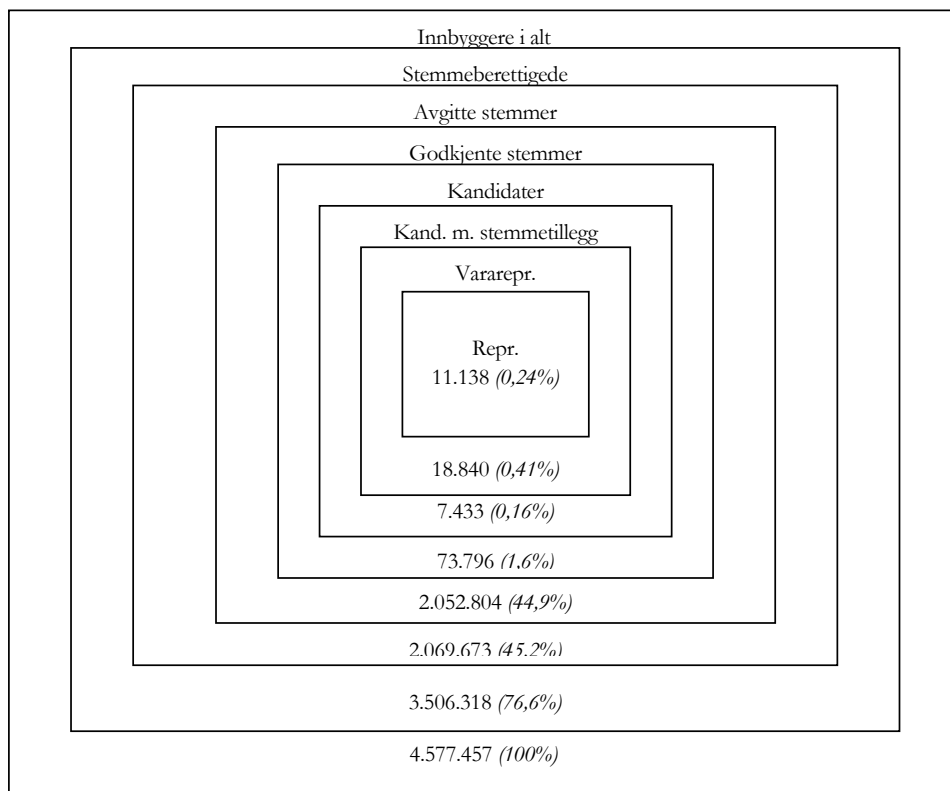 Innbyggere i alt
Stemmeberettigede
Avgitte stemmer
Godkjente stemmer
Kandidater
Kand. m. stemmetillegg
Vararepr.
Repr.
11.138 (0,24%)
18.840 (0,41%)
7.433 (0,16%)
73.796 (1,6%)
2.052.804 (44,9%)
2.069.673 (45,2%)
3.506.318 (76,6%)
4.577.457 (100%)